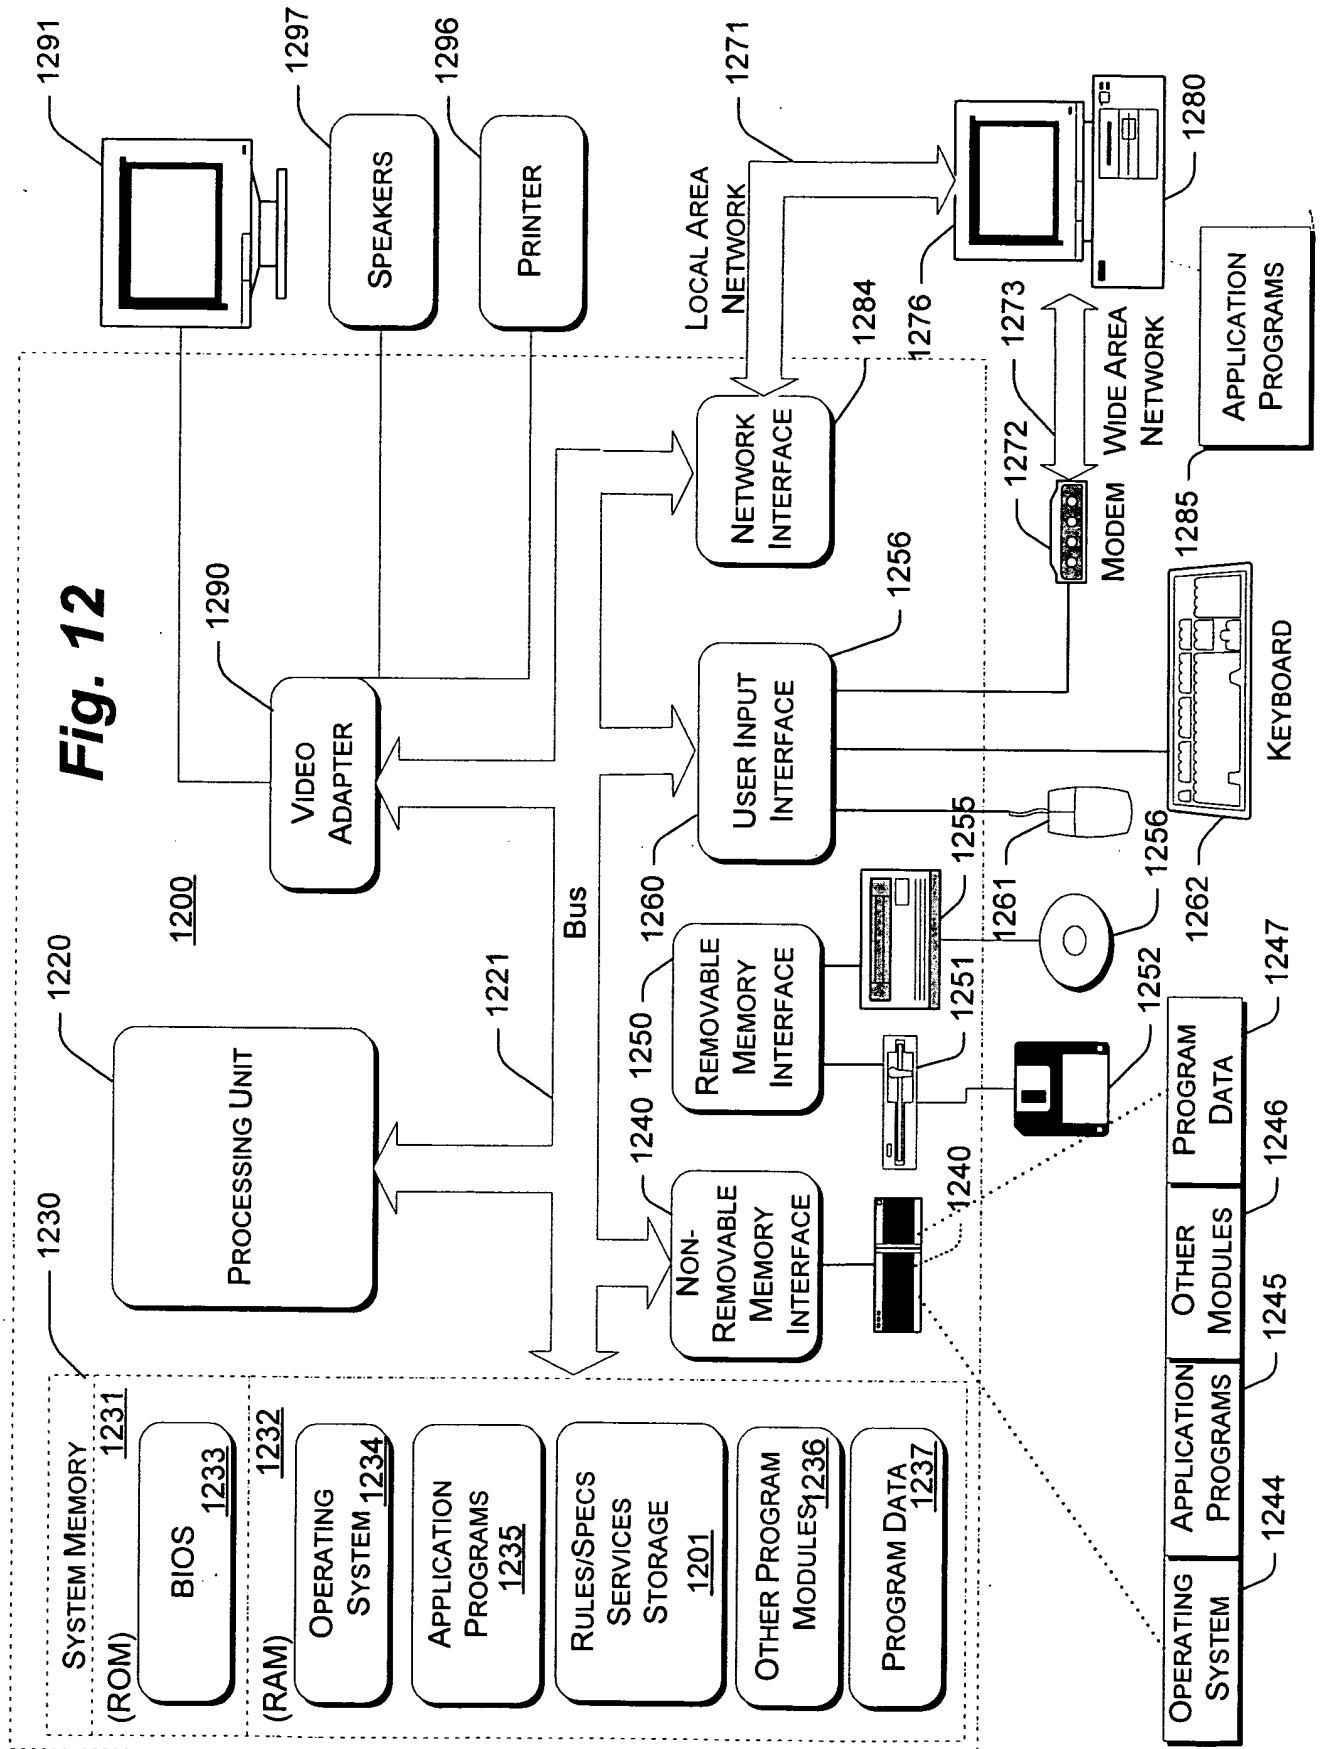 Fig. 12
1200
1230
SYSTEM MEMORY
(ROM) 1231
BIOS
1233
(RAM) 1232
OPERATING
SYSTEM 1234
APPLICATION
PROGRAMS
1235
RULES/SPECS
SERVICES
STORAGE
1201
OTHER PROGRAM
MODULES 1236
PROGRAM DATA
1237
1220
PROCESSING UNIT
1221
BUS
1290
VIDEO
ADAPTER
1291
1297
SPEAKERS
1296
PRINTER
1240
NON-
REMOVABLE MEMORY
INTERFACE
1250
REMOVABLE
MEMORY
INTERFACE
1260
USER INPUT
INTERFACE
1256
NETWORK
INTERFACE
1284
LOCAL AREA
NETWORK
1271
1276
1240
1251
1255
1252
1256
1261
1262
KEYBOARD
1272
MODEM
1273
WIDE AREA
NETWORK
1280
1285
APPLICATION
PROGRAMS
OPERATING
SYSTEM
1244
APPLICATION
PROGRAMS
1245
OTHER
MODULES
1246
PROGRAM
DATA
1247